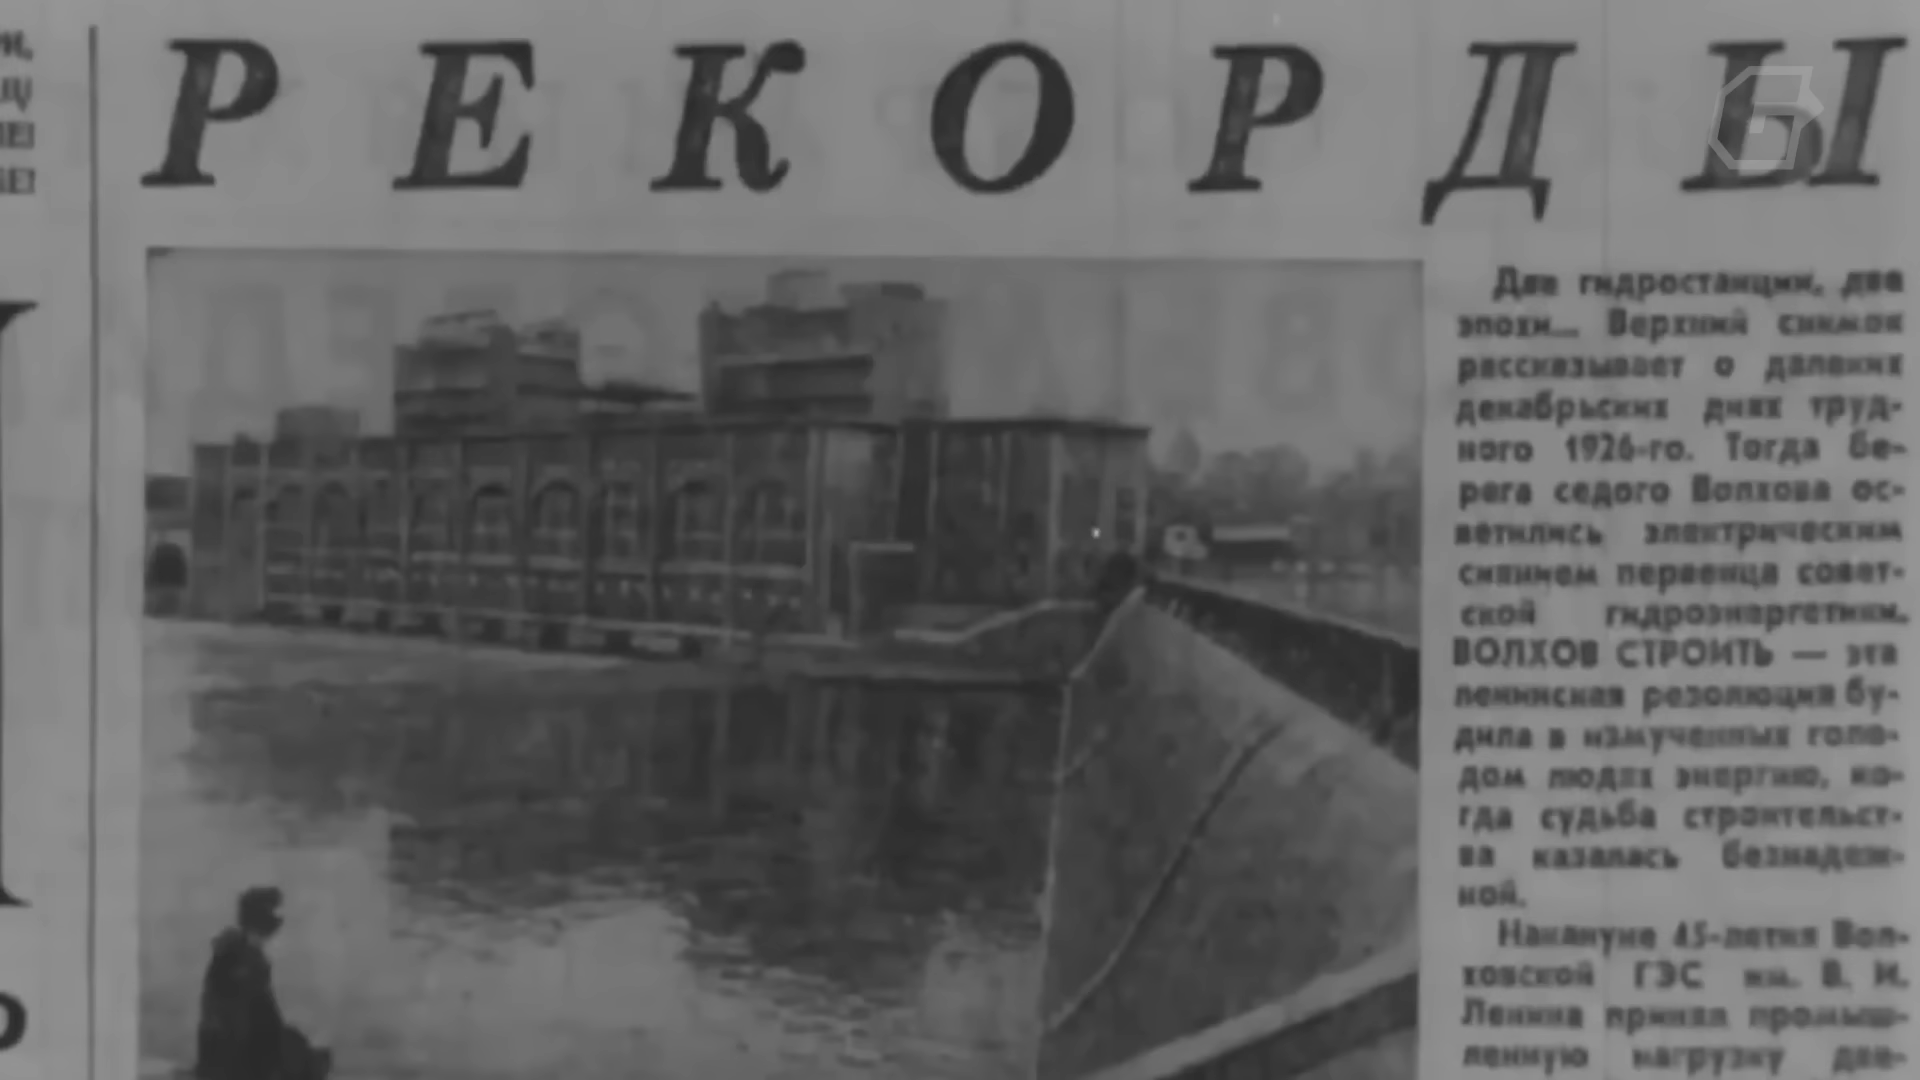 РЕКОРДЫ
Две гидростанции, две
эпохи... Верхний снимок
рассказывает о далеких
декабрьских днях труд-
ного 1926-го. Тогда бе-
рега седого Волхова ос-
ветились электрическим
сиянием первенца совет-
ской гидроэнергетики.
ВОЛХОВ СТРОИТЬ — эта
ленинская резолюция бу-
дила в измученных голо-
дом людях энергию, ко-
гда судьба строительст-
ва казалась безнадеж-
ной.
Накануне 45-летия Вол-
ховской ГЭС им. В. И.
Ленина принял промыш-
ленную нагрузку две-